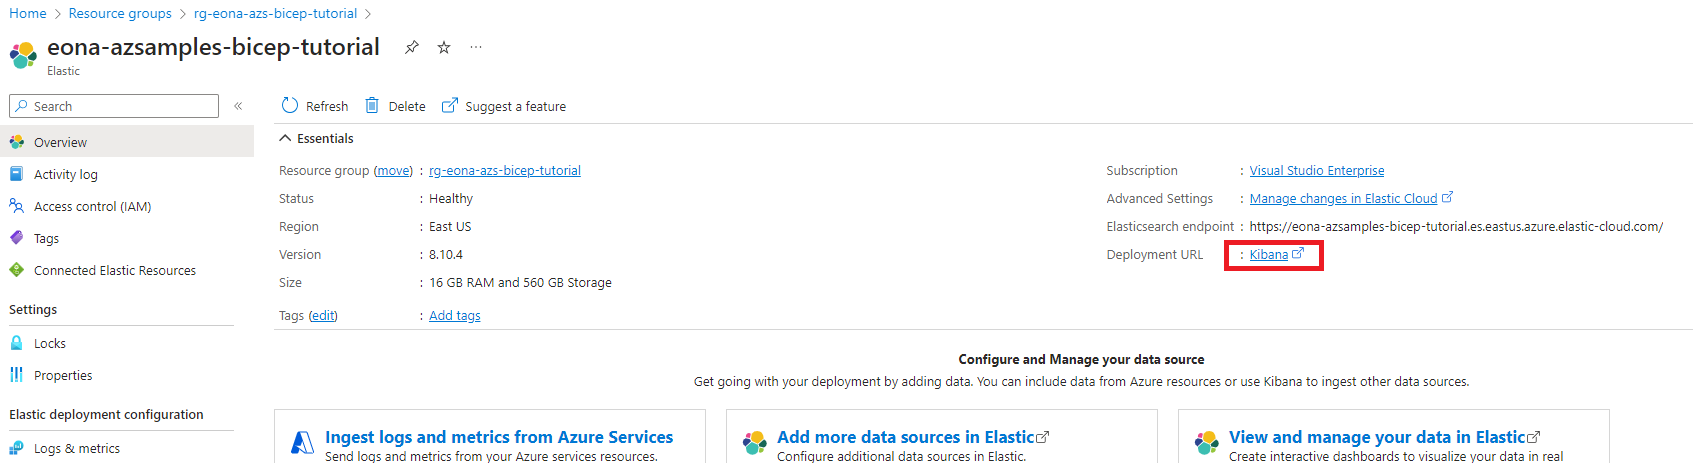 Home > Resource groups > rg-eona-azs-bicep-tutorial >
eona-azsamples-bicep-tutorial ...
Elastic
Search «
Overview
Activity log
Access control (IAM)
Tags
Connected Elastic Resources
Settings
Locks
Properties
Elastic deployment configuration
Logs & metrics
Refresh Delete Suggest a feature
Essentials
Resource group (move) : rg-eona-azs-bicep-tutorial
Status : Healthy
Region : East US
Version : 8.10.4
Size : 16 GB RAM and 560 GB Storage
Tags (edit) : Add tags
Subscription : Visual Studio Enterprise
Advanced Settings : Manage changes in Elastic Cloud
Elasticsearch endpoint : https://eona-azsamples-bicep-tutorial.es.eastus.azure.elastic-cloud.com/
Deployment URL : Kibana
Configure and Manage your data source
Get going with your deployment by adding data. You can include data from Azure resources or use Kibana to ingest other data sources.
Ingest logs and metrics from Azure Services
Send logs and metrics from your Azure services resources.
Add more data sources in Elastic
Configure additional data sources in Elastic.
View and manage your data in Elastic
Create interactive dashboards to visualize your data in real